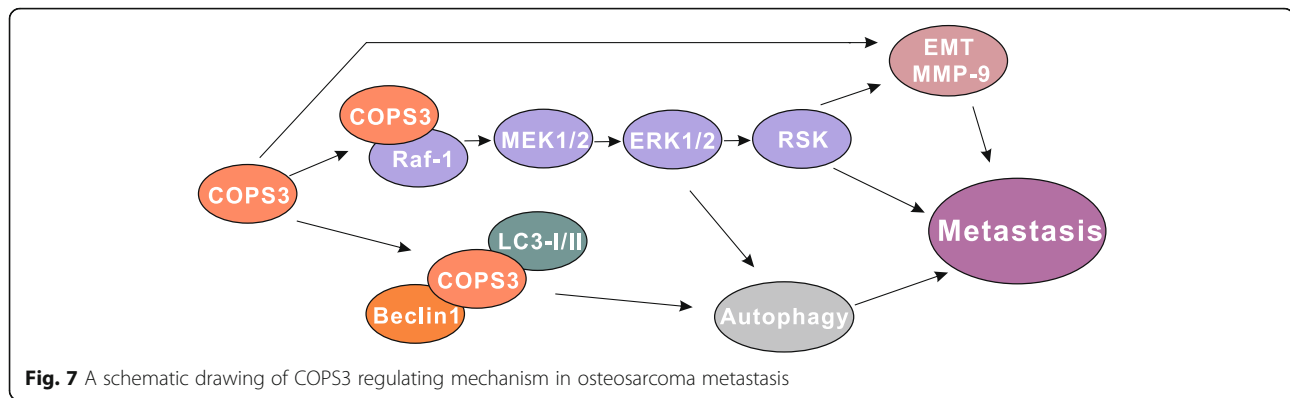 EMT
MMP-9
COPS3
Raf-1
MEK1/2
ERK1/2
RSK
COPS3
Metastasis
LC3-I/II
COPS3
Beclin1
Autophagy
Fig. 7 A schematic drawing of COPS3 regulating mechanism in osteosarcoma metastasis